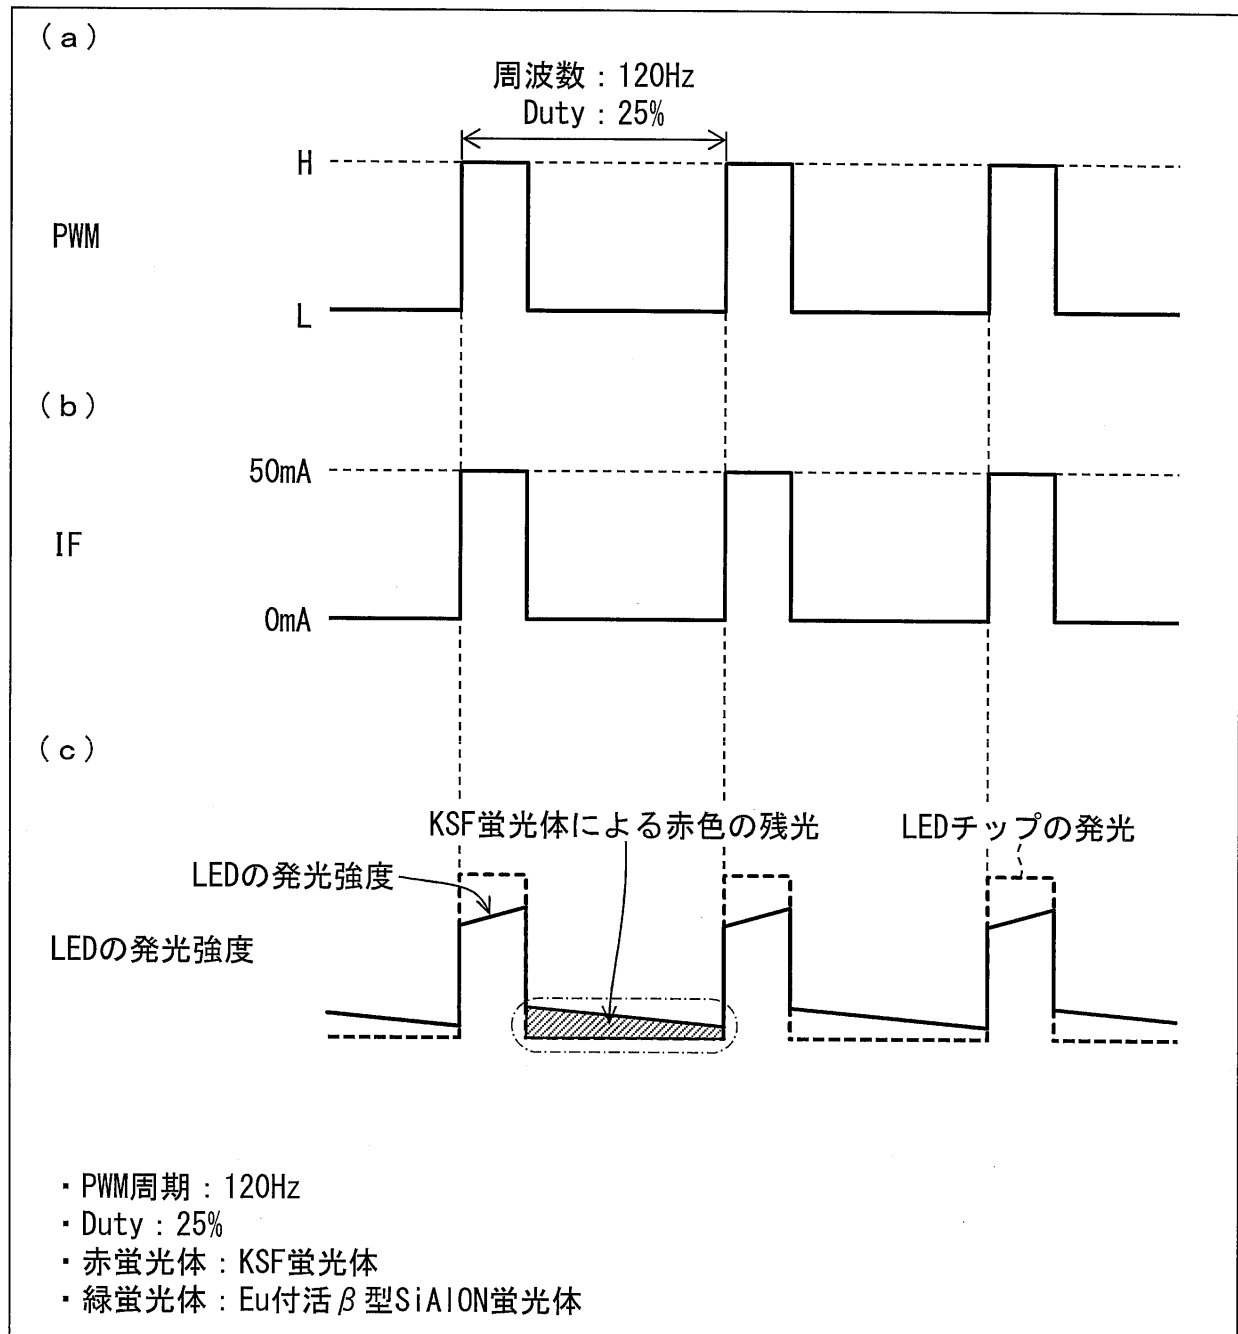 (a)
周波数：120Hz
Duty：25%
H
PWM
L
(b)
50mA
IF
0mA
(c)
KSF蛍光体による赤色の残光
LEDチップの発光
LEDの発光強度
LEDの発光強度
・PWM周期：120Hz
・Duty：25%
・赤蛍光体：KSF蛍光体
・緑蛍光体：Eu付活β型SiAlON蛍光体